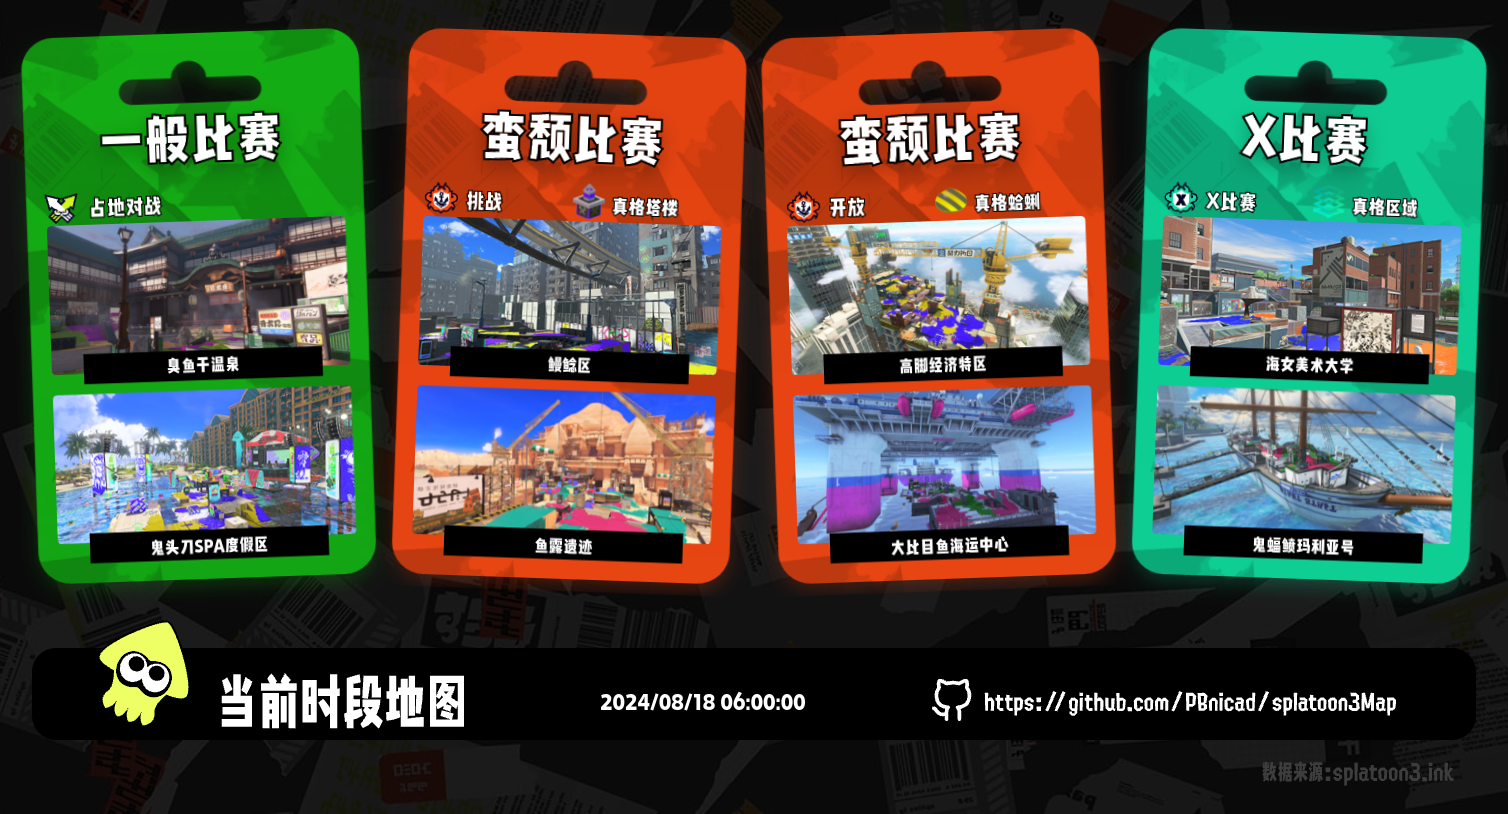 一般比赛
占地对战
臭鱼干温泉
鬼头刀SPA度假区
蛮颓比赛
挑战
真格塔楼
鳗鲶区
鱼露遗迹
蛮颓比赛
开放
真格蛤蜊
高脚经济特区
大比目鱼海运中心
X比赛
X比赛
真格区域
海女美术大学
鬼蝠鲼玛利亚号
当前时段地图
2024/08/18 06:00:00
https://github.com/PBnicad/splatoon3Map
数据来源:splatoon3.ink